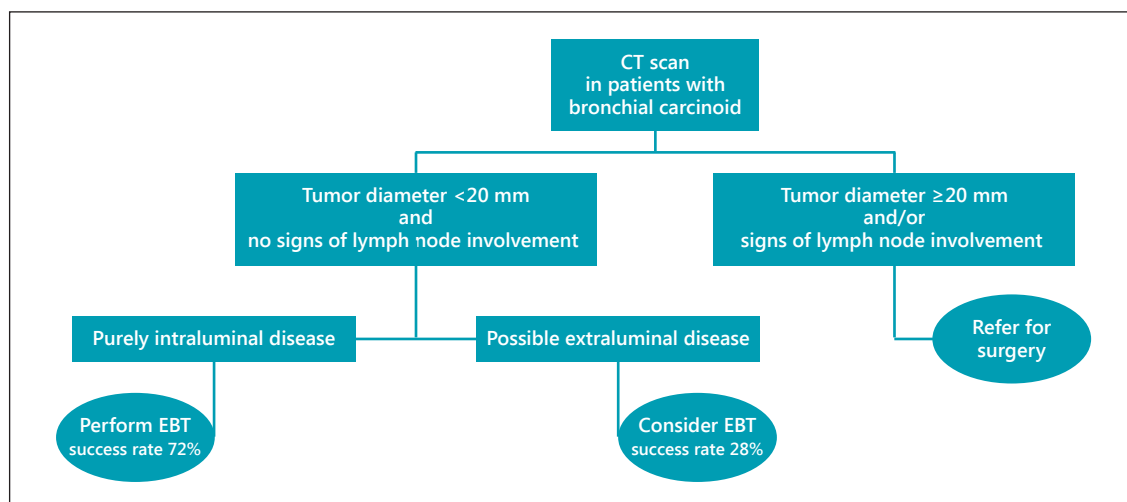 CT scan
in patients with
bronchial carcinoid
Tumor diameter <20 mm
and
no signs of lymph node involvement
Tumor diameter ≥20 mm
and/or
signs of lymph node involvement
Purely intraluminal disease
Possible extraluminal disease
Refer for
surgery
Perform EBT
success rate 72%
Consider EBT
success rate 28%